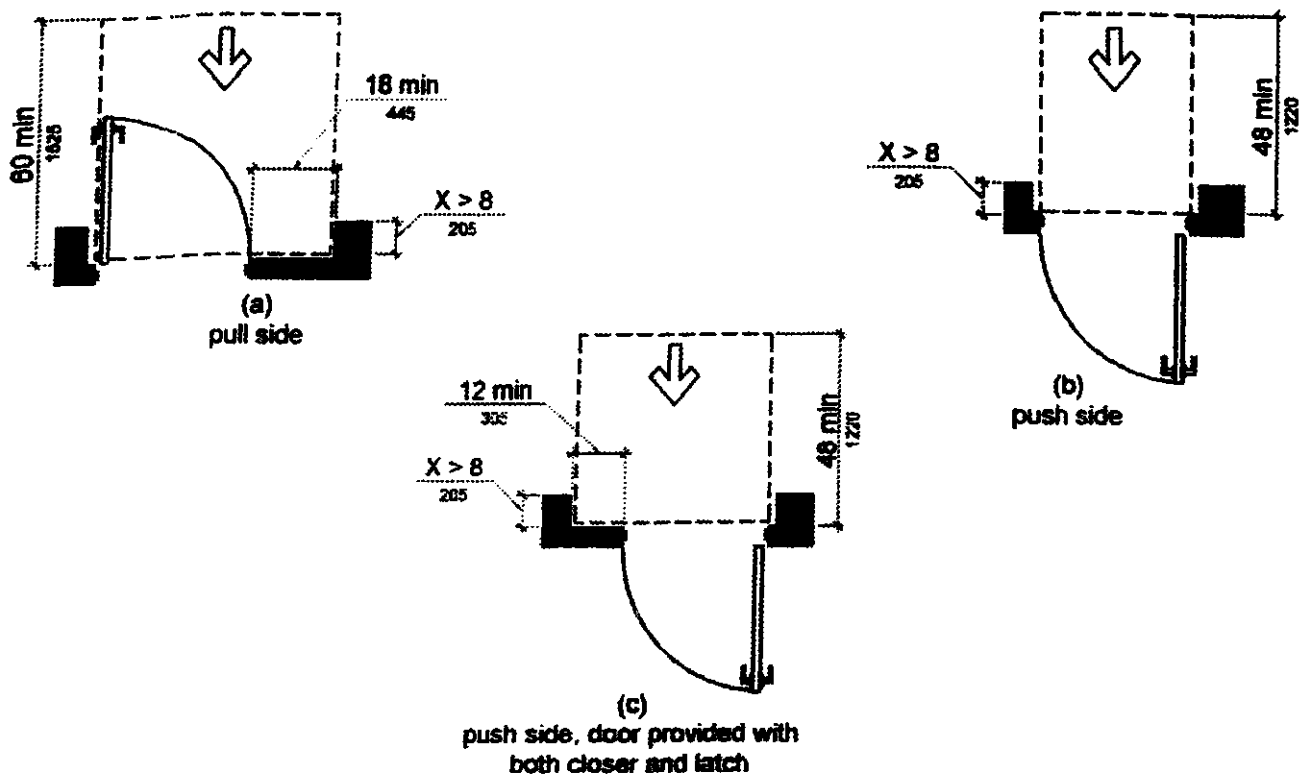 60 min
1525
18 min
445
X > 8
205
(a)
pull side
X > 8
205
48 min
1220
(b)
push side
12 min
305
X > 8
205
48 min
1220
(c)
push side, door provided with
both closer and latch